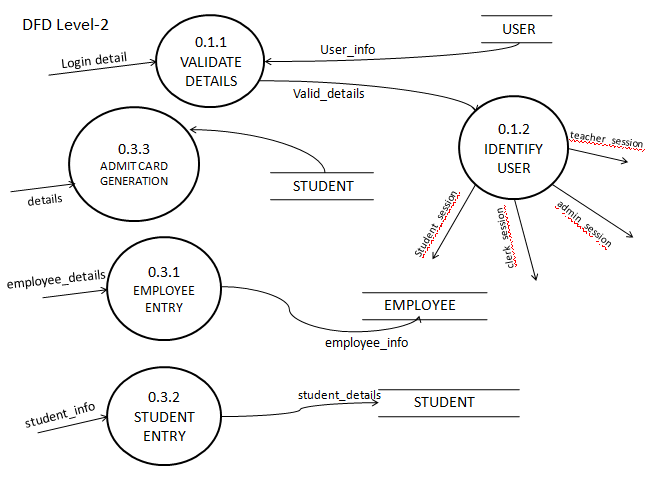 DFD Level-2
Login detail
0.1.1
VALIDATE
DETAILS
User_info
USER
Valid_details
0.1.2
IDENTIFY
USER
teacher_session
admin_session
clerk_session
Student_session
0.3.3
ADMIT CARD
GENERATION
details
STUDENT
employee_details
0.3.1
EMPLOYEE
ENTRY
EMPLOYEE
employee_info
student_info
0.3.2
STUDENT
ENTRY
student_details
STUDENT